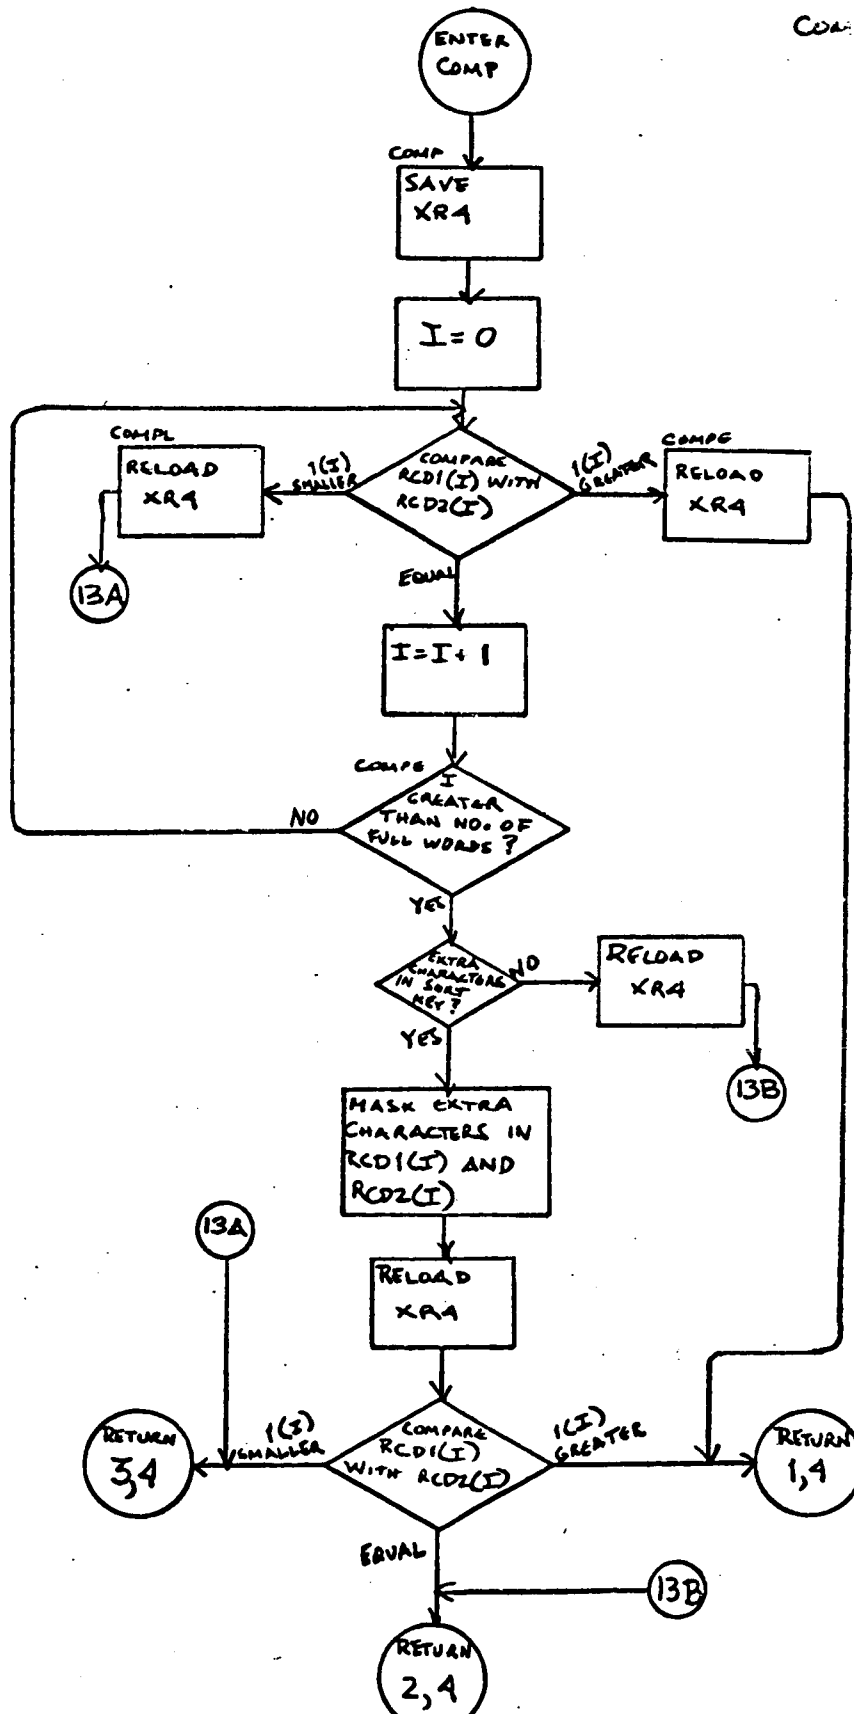 ENTER
COMP
COMP
SAVE
XR4
I = 0
COMPL
RELOAD
XR4
1(I)
SMALLER
COMPARE
RCD1(I) WITH
RCD2(I)
1(I)
GREATER
COMPG
RELOAD
XR4
13A
EQUAL
I = I + 1
COMPE
I
GREATER
THAN NO. OF
FULL WORDS?
NO
YES
EXTRA
CHARACTERS
IN SORT
KEY?
NO
RELOAD
XR4
YES
13B
MASK EXTRA
CHARACTERS IN
RCD1(I) AND
RCD2(I)
13A
RELOAD
XR4
RETURN
3,4
1(I)
SMALLER
COMPARE
RCD1(I)
WITH RCD2(I)
1(I)
GREATER
RETURN
1,4
EQUAL
13B
RETURN
2,4